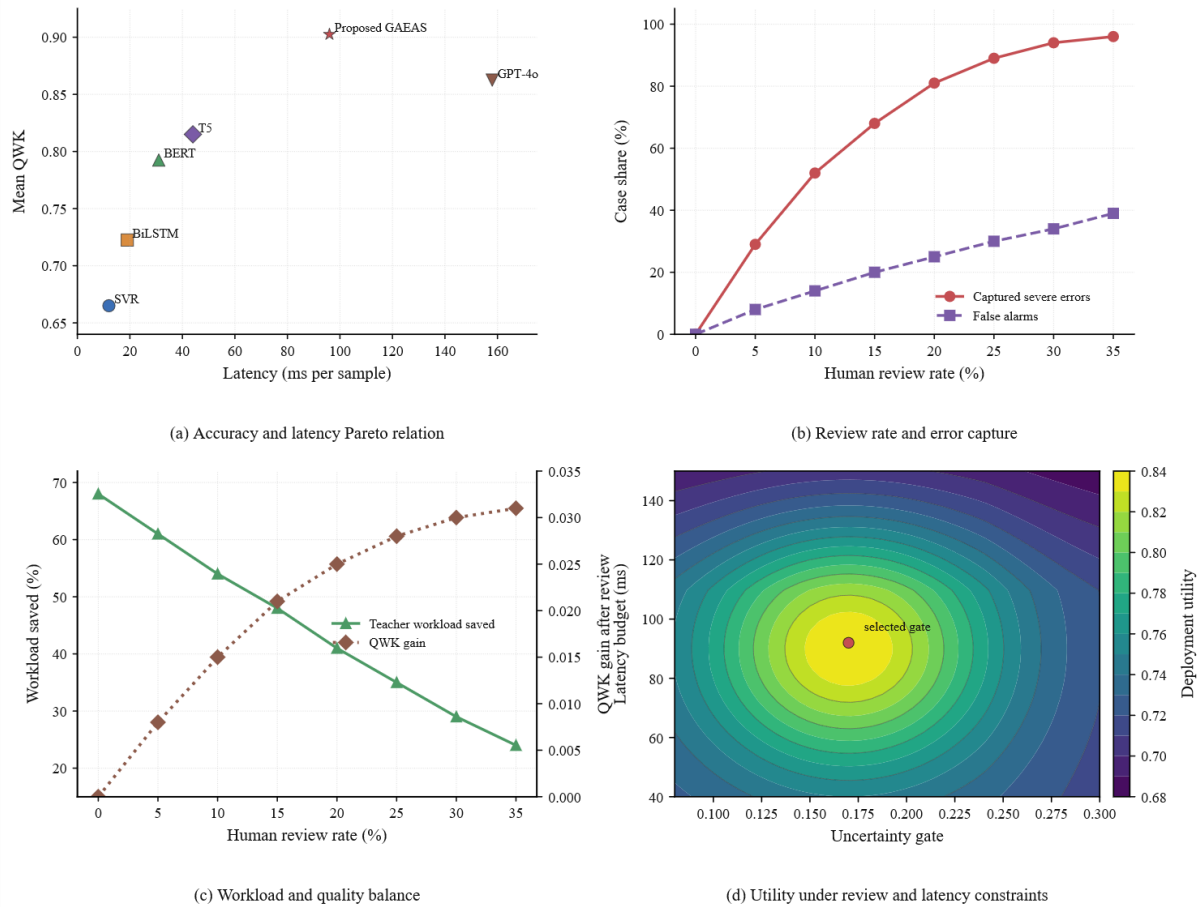 0.90
0.85
0.80
0.75
0.70
0.65
Mean QWK
Proposed GAEAS
GPT-4o
T5
BERT
BiLSTM
SVR
0 20 40 60 80 100 120 140 160
Latency (ms per sample)
(a) Accuracy and latency Pareto relation
100
80
60
40
20
0
Case share (%)
Captured severe errors
False alarms
0 5 10 15 20 25 30 35
Human review rate (%)
(b) Review rate and error capture
70
60
50
40
30
20
Workload saved (%)
Teacher workload saved
QWK gain
0.035
0.030
0.025
0.020
0.015
0.010
0.005
0.000
QWK gain after review
0 5 10 15 20 25 30 35
Human review rate (%)
(c) Workload and quality balance
Latency budget (ms)
140
120
100
80
60
40
selected gate
0.100 0.125 0.150 0.175 0.200 0.225 0.250 0.275 0.300
Uncertainty gate
0.84
0.82
0.80
0.78
0.76
0.74
0.72
0.70
0.68
Deployment utility
(d) Utility under review and latency constraints